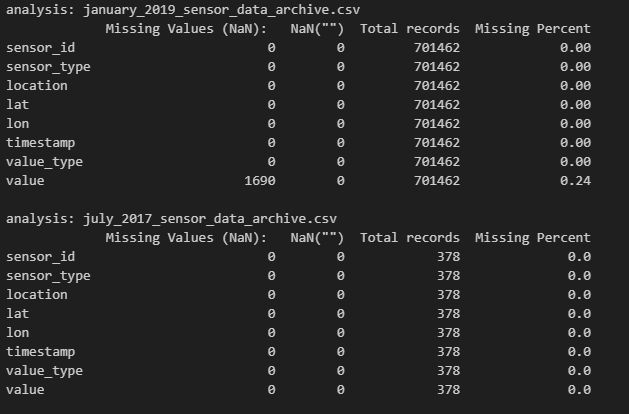 analysis: january_2019_sensor_data_archive.csv
Missing Values (NaN): NaN("") Total records Missing Percent
sensor_id 0 0 701462 0.00
sensor_type 0 0 701462 0.00
location 0 0 701462 0.00
lat 0 0 701462 0.00
lon 0 0 701462 0.00
timestamp 0 0 701462 0.00
value_type 0 0 701462 0.00
value 1690 0 701462 0.24
analysis: july_2017_sensor_data_archive.csv
Missing Values (NaN): NaN("") Total records Missing Percent
sensor_id 0 0 378 0.0
sensor_type 0 0 378 0.0
location 0 0 378 0.0
lat 0 0 378 0.0
lon 0 0 378 0.0
timestamp 0 0 378 0.0
value_type 0 0 378 0.0
value 0 0 378 0.0